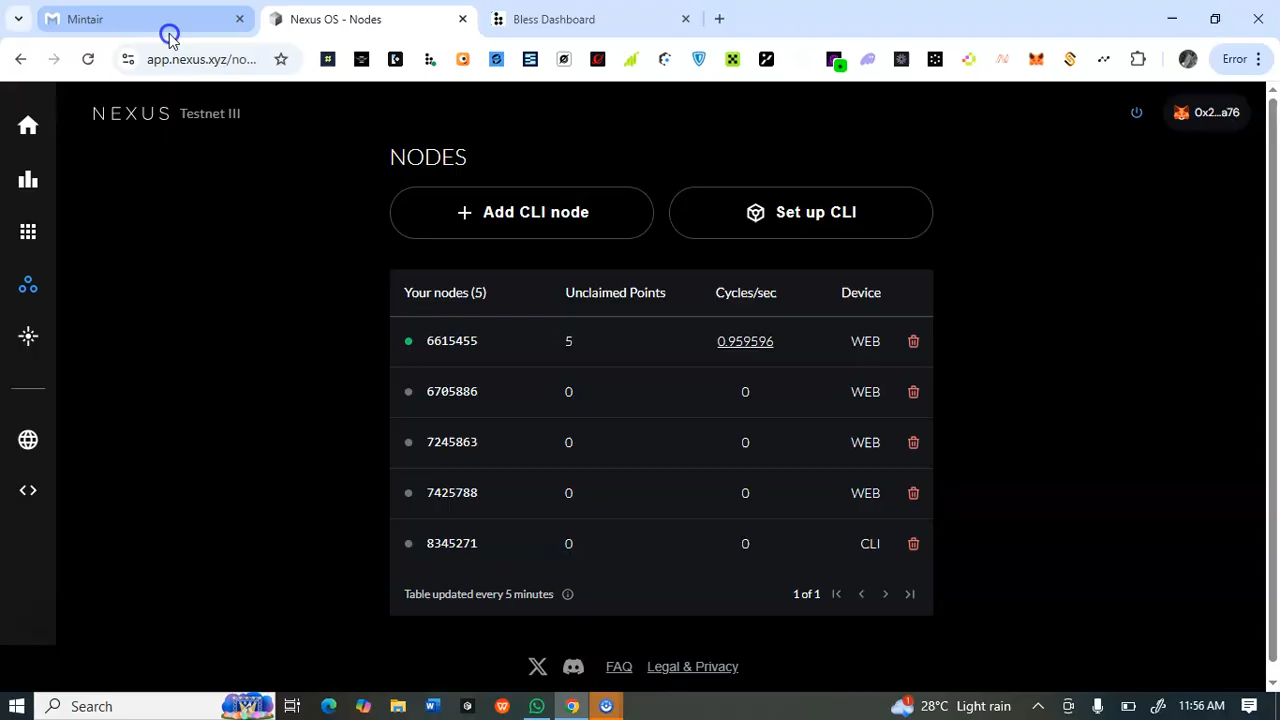 Mintair
Nexus OS - Nodes
Bless Dashboard
app.nexus.xyz/no...
Error
NEXUS Testnet III
0x2...a76
NODES
Add CLI node
Set up CLI
Your nodes (5) Unclaimed Points Cycles/sec Device
6615455 5 0.959596 WEB
6705886 0 0 WEB
7245863 0 0 WEB
7425788 0 0 WEB
8345271 0 0 CLI
Table updated every 5 minutes
1 of 1
FAQ Legal & Privacy
Search
1
28°C Light rain
11:56 AM